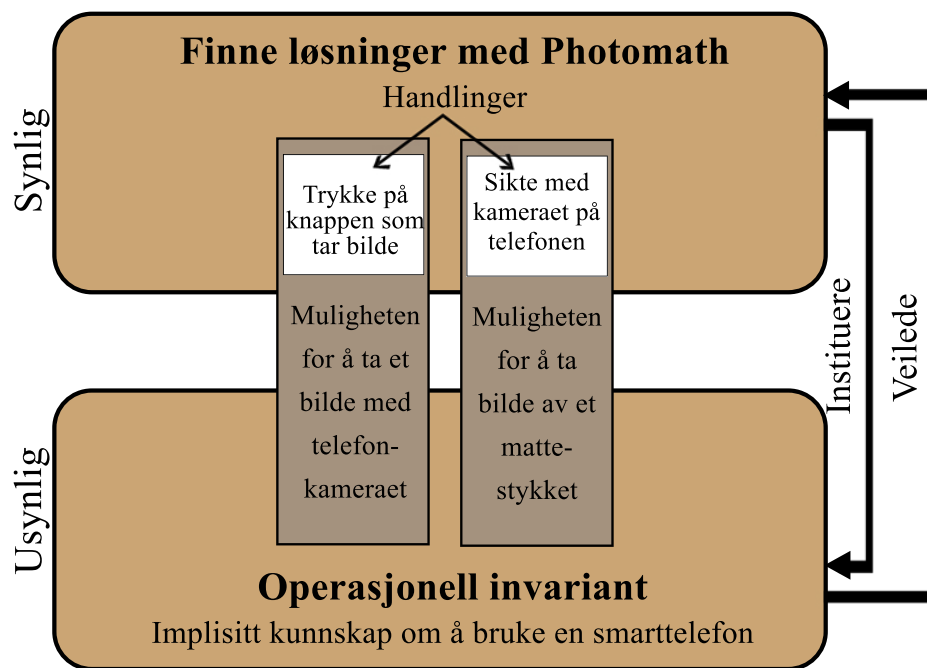 Finne løsninger med Photomath
Handlinger
Synlig
Trykke på
knappen som
tar bilde
Sikte med
kameraet på
telefonen
Muligheten
for å ta et
bilde med
telefon-
kameraet
Muligheten
for å ta
bilde av et
matte-
stykket
Instituere
Veilede
Usynlig
Operasjonell invariant
Implisitt kunnskap om å bruke en smarttelefon